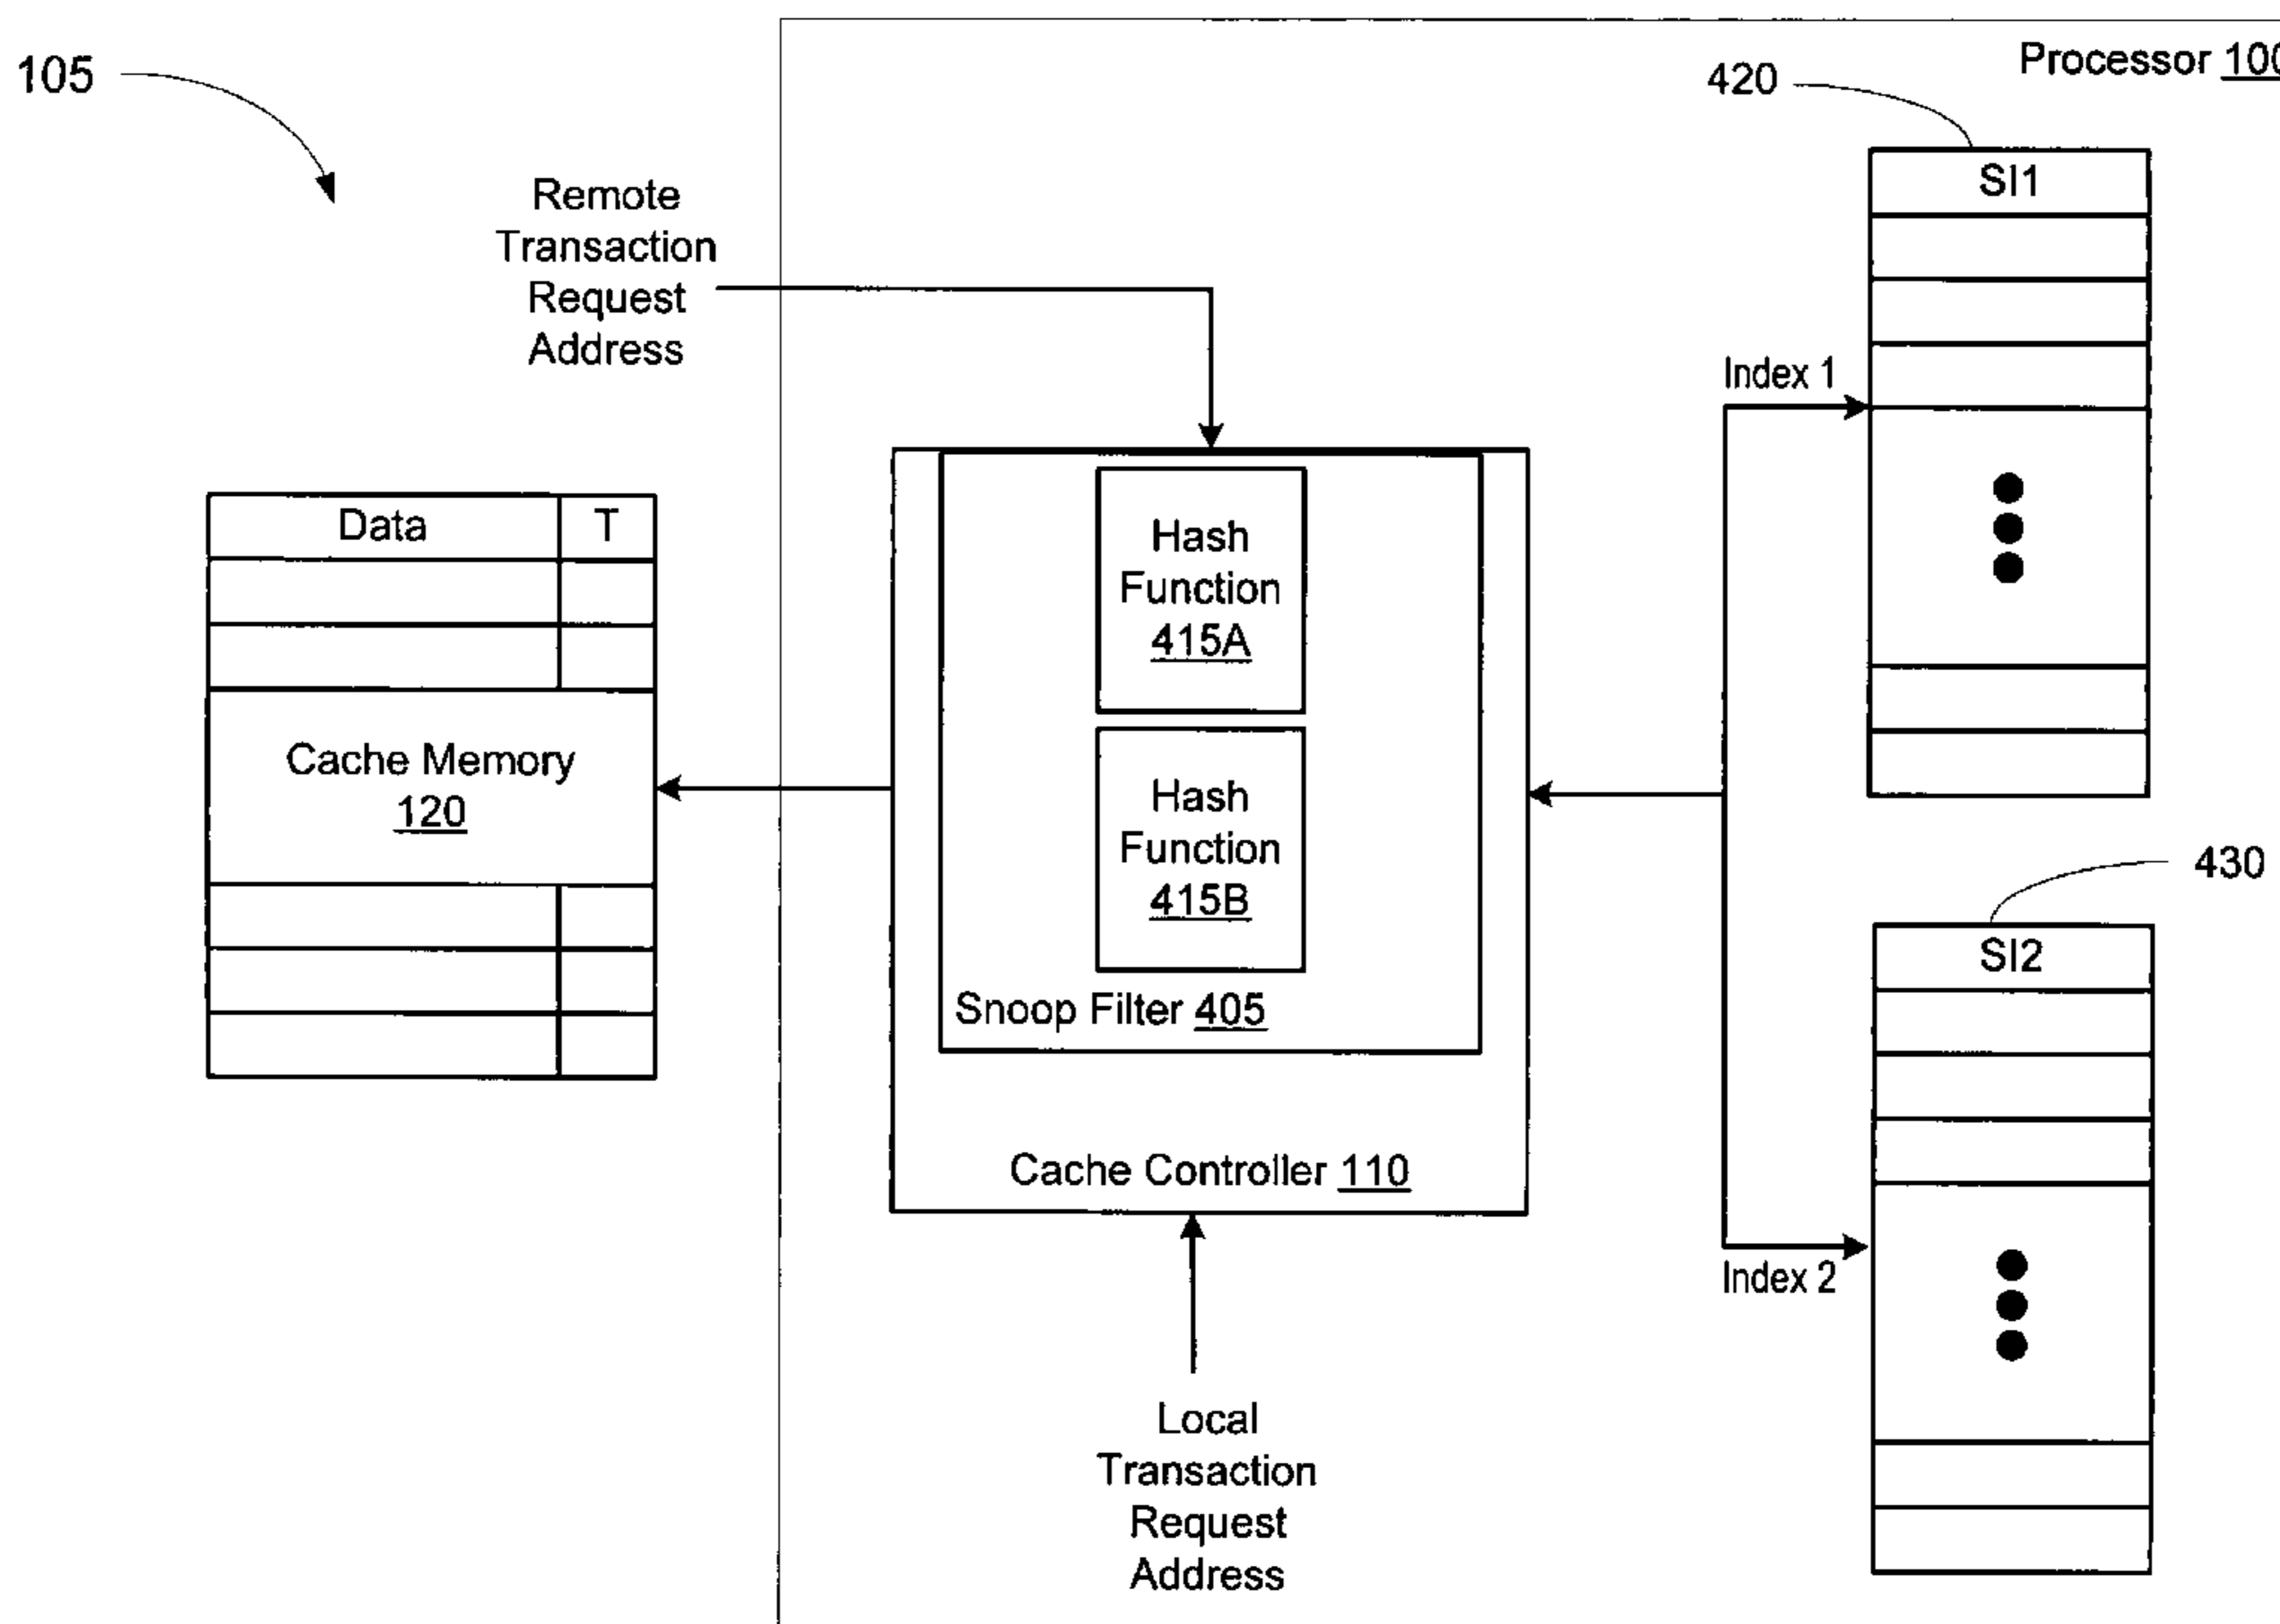 Processor 100
105
420
SI1
Remote
Transaction
Request
Address
Index 1
Data T
Hash
Function
415A
Cache Memory
120
Hash
Function
415B
430
SI2
Snoop Filter 405
Cache Controller 110
Index 2
Local
Transaction
Request
Address